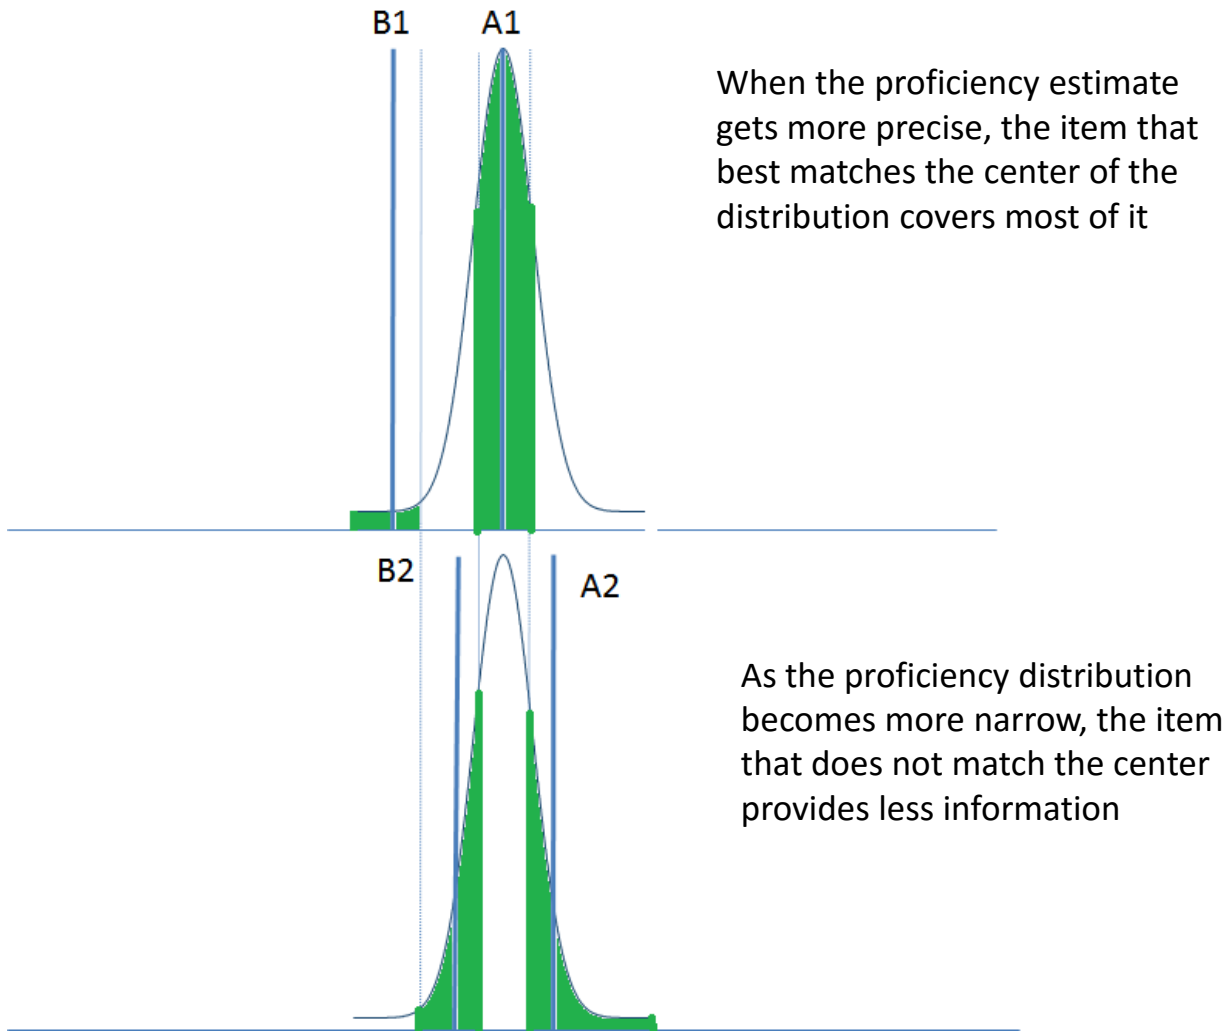 B1
A1
When the proficiency estimate
gets more precise, the item that
best matches the center of the
distribution covers most of it
B2
A2
As the proficiency distribution
becomes more narrow, the item
that does not match the center
provides less information